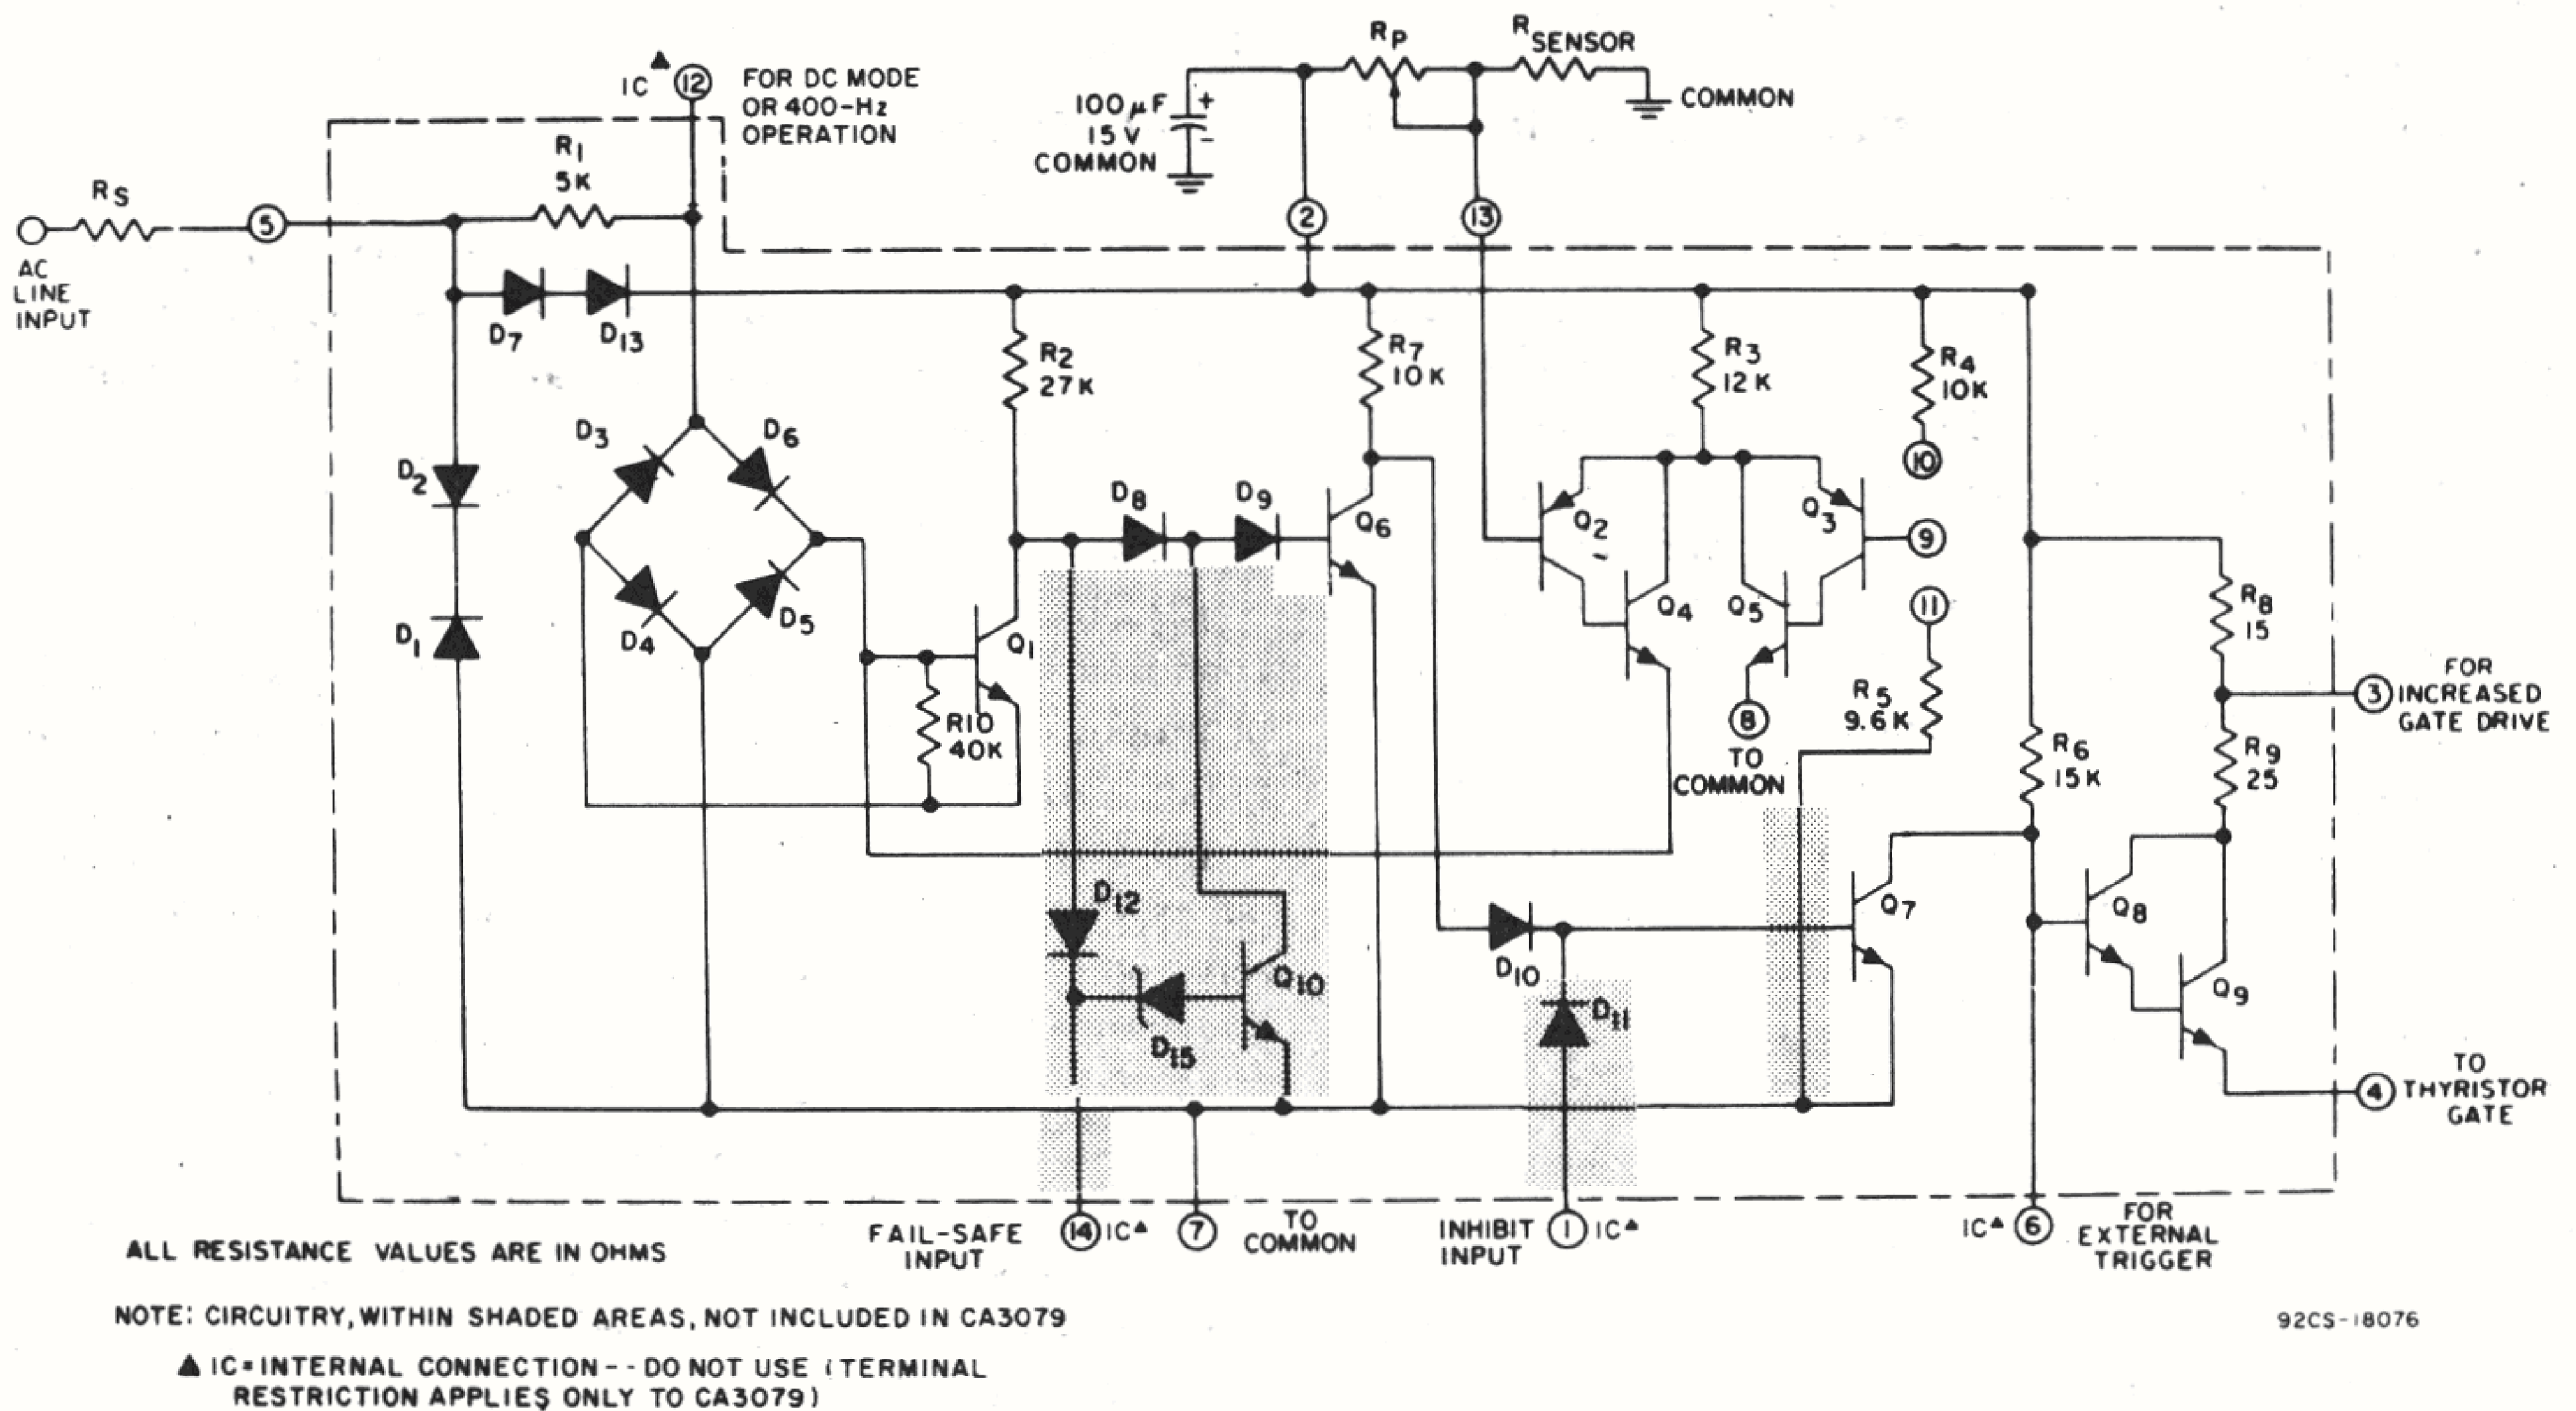 IC▲ 12 FOR DC MODE
OR 400-Hz
OPERATION
RP
RSENSOR
COMMON
100 µF +
15 V -
COMMON
R1
5K
RS
5
2
13
AC
LINE
INPUT
D7 D13
R2
27K
R7
10K
R3
12K
R4
10K
10
D3 D6
D2
D8 D9
Q6
Q2
Q3
9
D4 D5
D1
Q1
Q4 Q5
11
R8
15
R10
40K
8
TO
COMMON
R5
9.6K
R6
15K
R9
25
3
FOR
INCREASED
GATE DRIVE
D12
Q7
Q8
D10
Q10
Q9
D11
D15
4
TO
THYRISTOR
GATE
FAIL-SAFE
INPUT
14 IC▲
7
TO
COMMON
INHIBIT
INPUT
1 IC▲
IC▲ 6
FOR
EXTERNAL
TRIGGER
ALL RESISTANCE VALUES ARE IN OHMS
NOTE: CIRCUITRY, WITHIN SHADED AREAS, NOT INCLUDED IN CA3079
92CS-18076
▲ IC=INTERNAL CONNECTION--DO NOT USE (TERMINAL
RESTRICTION APPLIES ONLY TO CA3079)